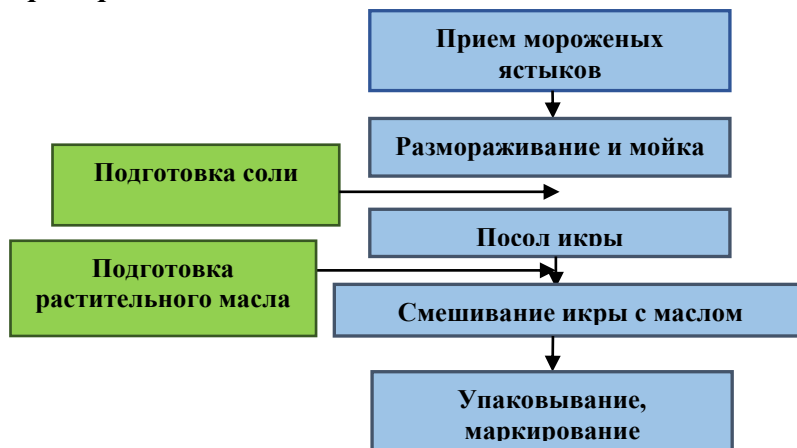 Прием мороженых
ястыков
Размораживание и мойка
Подготовка соли
Посол икры
Подготовка
растительного масла
Смешивание икры с маслом
Упаковывание,
маркирование